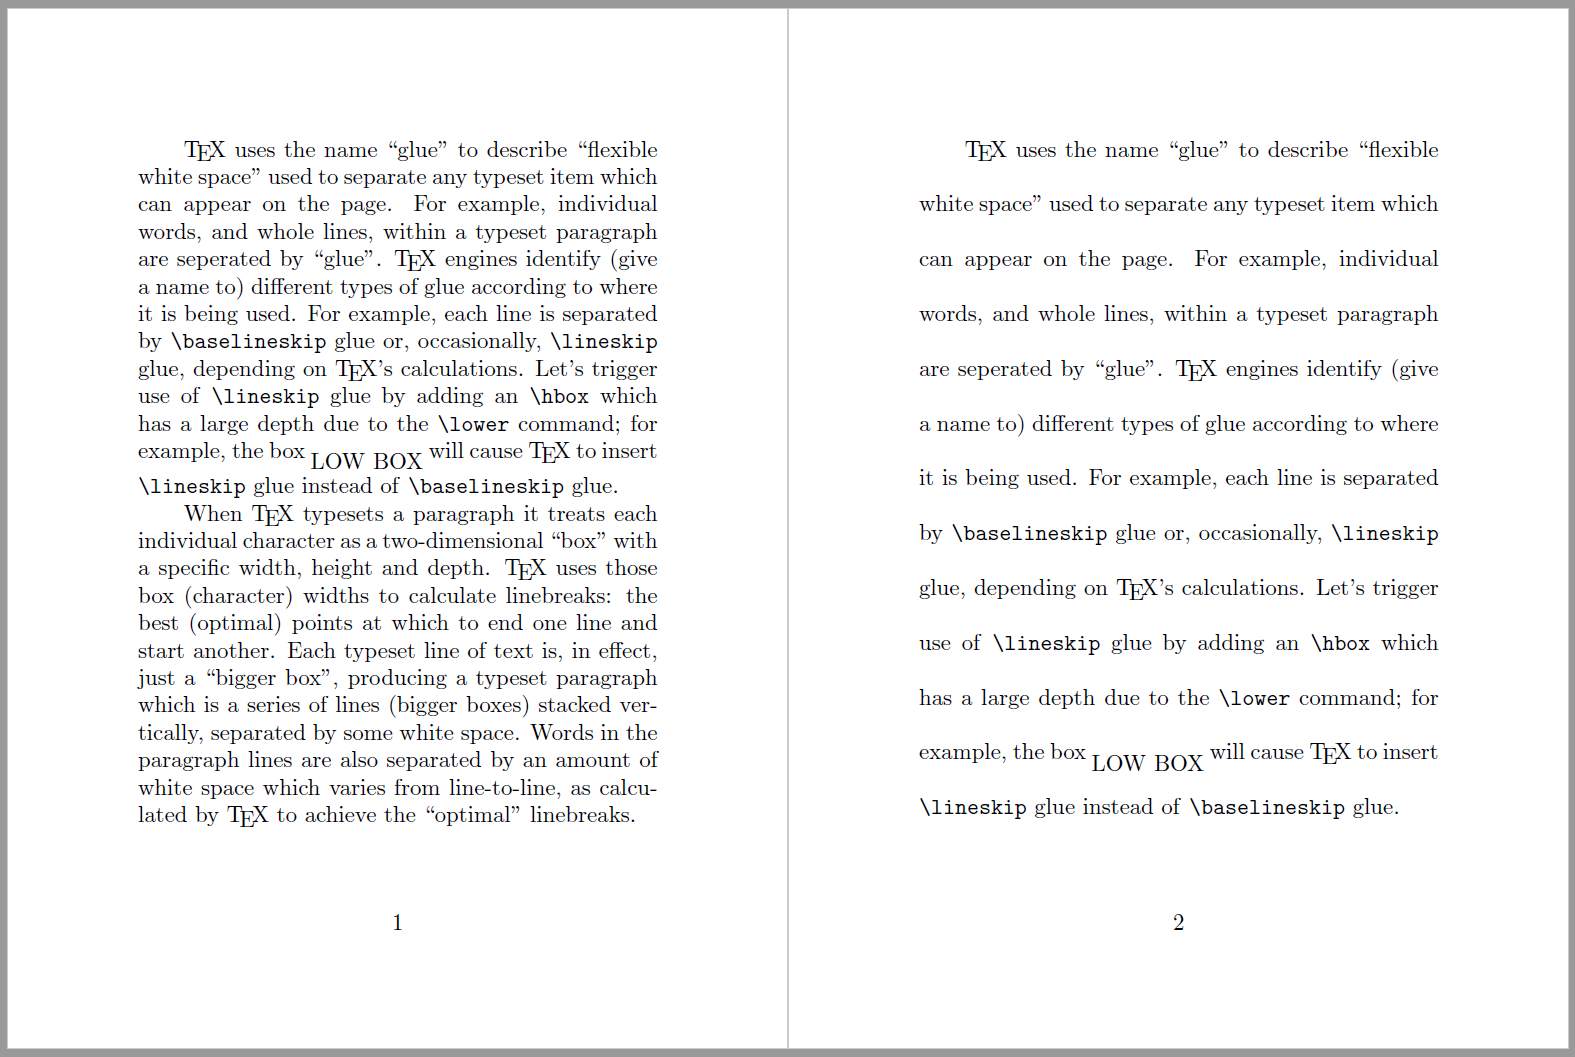 TEX uses the name “glue” to describe “flexible
white space” used to separate any typeset item which
can appear on the page. For example, individual
words, and whole lines, within a typeset paragraph
are seperated by “glue”. TEX engines identify (give
a name to) different types of glue according to where
it is being used. For example, each line is separated
by \baselineskip glue or, occasionally, \lineskip
glue, depending on TEX’s calculations. Let’s trigger
use of \lineskip glue by adding an \hbox which
has a large depth due to the \lower command; for
example, the box LOW BOX will cause TEX to insert
\lineskip glue instead of \baselineskip glue.
When TEX typesets a paragraph it treats each
individual character as a two-dimensional “box” with
a specific width, height and depth. TEX uses those
box (character) widths to calculate linebreaks: the
best (optimal) points at which to end one line and
start another. Each typeset line of text is, in effect,
just a “bigger box”, producing a typeset paragraph
which is a series of lines (bigger boxes) stacked ver-
tically, separated by some white space. Words in the
paragraph lines are also separated by an amount of
white space which varies from line-to-line, as calcu-
lated by TEX to achieve the “optimal” linebreaks.
1
TEX uses the name “glue” to describe “flexible
white space” used to separate any typeset item which
can appear on the page. For example, individual
words, and whole lines, within a typeset paragraph
are seperated by “glue”. TEX engines identify (give
a name to) different types of glue according to where
it is being used. For example, each line is separated
by \baselineskip glue or, occasionally, \lineskip
glue, depending on TEX’s calculations. Let’s trigger
use of \lineskip glue by adding an \hbox which
has a large depth due to the \lower command; for
example, the box LOW BOX will cause TEX to insert
\lineskip glue instead of \baselineskip glue.
2